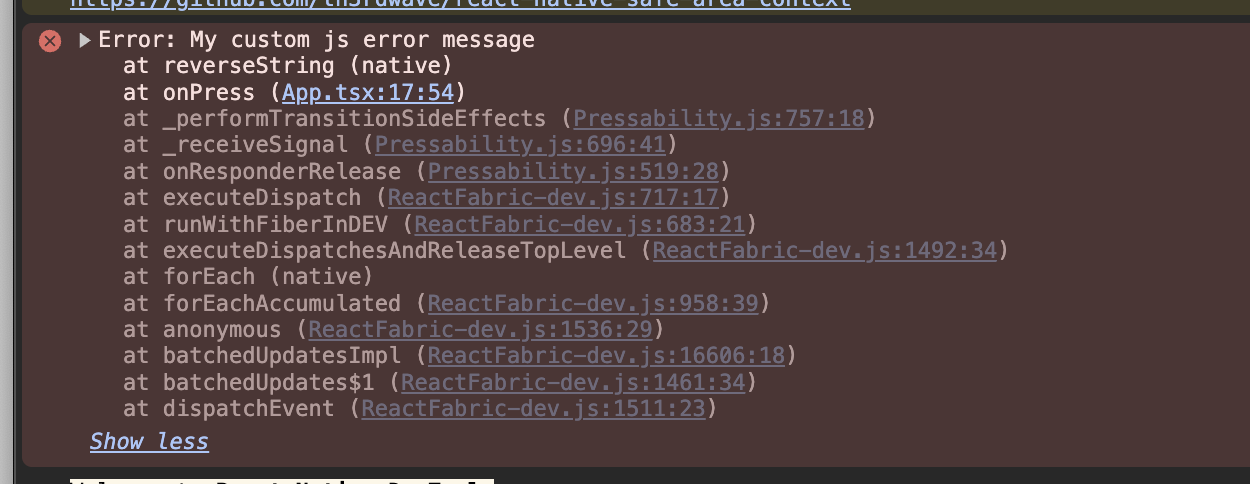 https://github.com/th3rdwave/react-native-safe-area-context
Error: My custom js error message
at reverseString (native)
at onPress (App.tsx:17:54)
at _performTransitionSideEffects (Pressability.js:757:18)
at _receiveSignal (Pressability.js:696:41)
at onResponderRelease (Pressability.js:519:28)
at executeDispatch (ReactFabric-dev.js:717:17)
at runWithFiberInDEV (ReactFabric-dev.js:683:21)
at executeDispatchesAndReleaseTopLevel (ReactFabric-dev.js:1492:34)
at forEach (native)
at forEachAccumulated (ReactFabric-dev.js:958:39)
at anonymous (ReactFabric-dev.js:1536:29)
at batchedUpdatesImpl (ReactFabric-dev.js:16606:18)
at batchedUpdates$1 (ReactFabric-dev.js:1461:34)
at dispatchEvent (ReactFabric-dev.js:1511:23)
Show less